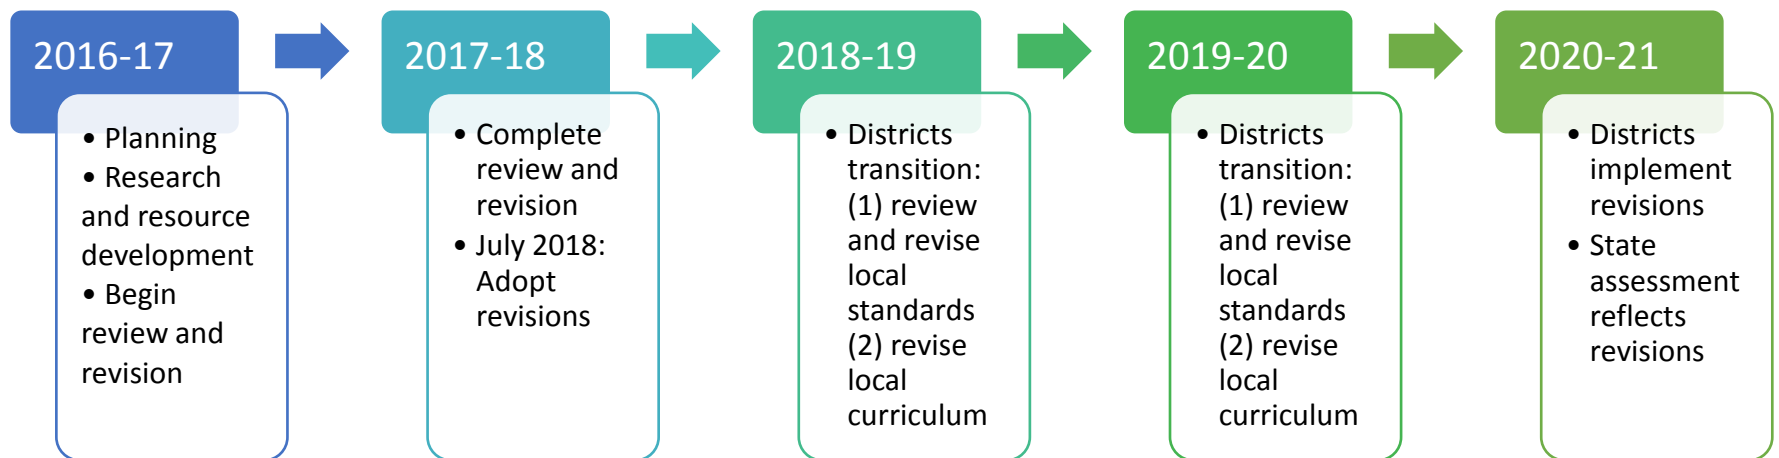 2016-17
• Planning
• Research
and resource
development
• Begin
review and
revision
2017-18
• Complete
review and
revision
• July 2018:
Adopt
revisions
2018-19
• Districts
transition:
(1) review
and revise
local
standards
(2) revise
local
curriculum
2019-20
• Districts
transition:
(1) review
and revise
local
standards
(2) revise
local
curriculum
2020-21
• Districts
implement
revisions
• State
assessment
reflects
revisions